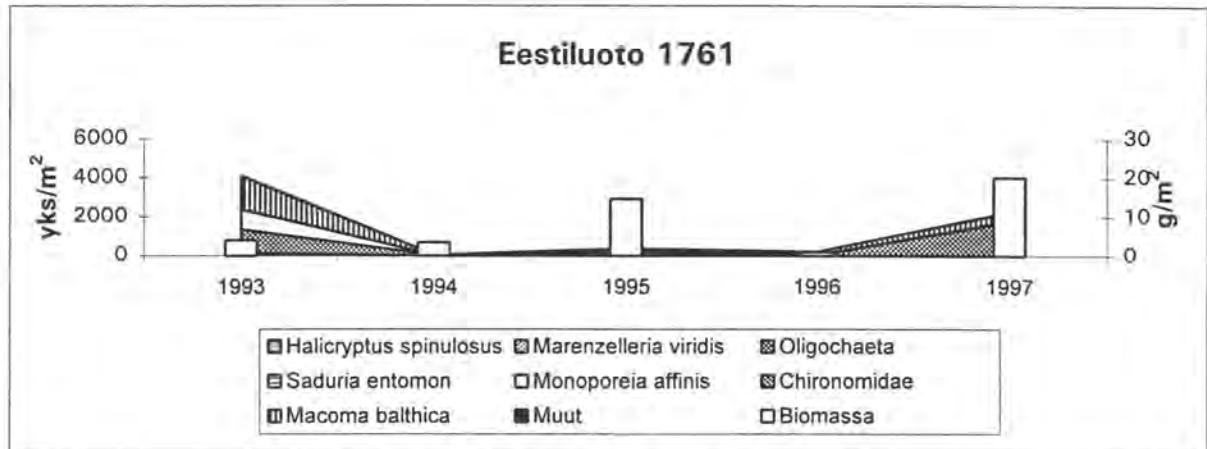 Eestiluoto 1761
6000
4000
2000
0
yks/m²
30
20
10
0
g/m²
1993 1994 1995 1996 1997
Halicryptus spinulosus Marenzelleria viridis Oligochaeta
Saduria entomon Monoporeia affinis Chironomidae
Macoma balthica Muut Biomassa